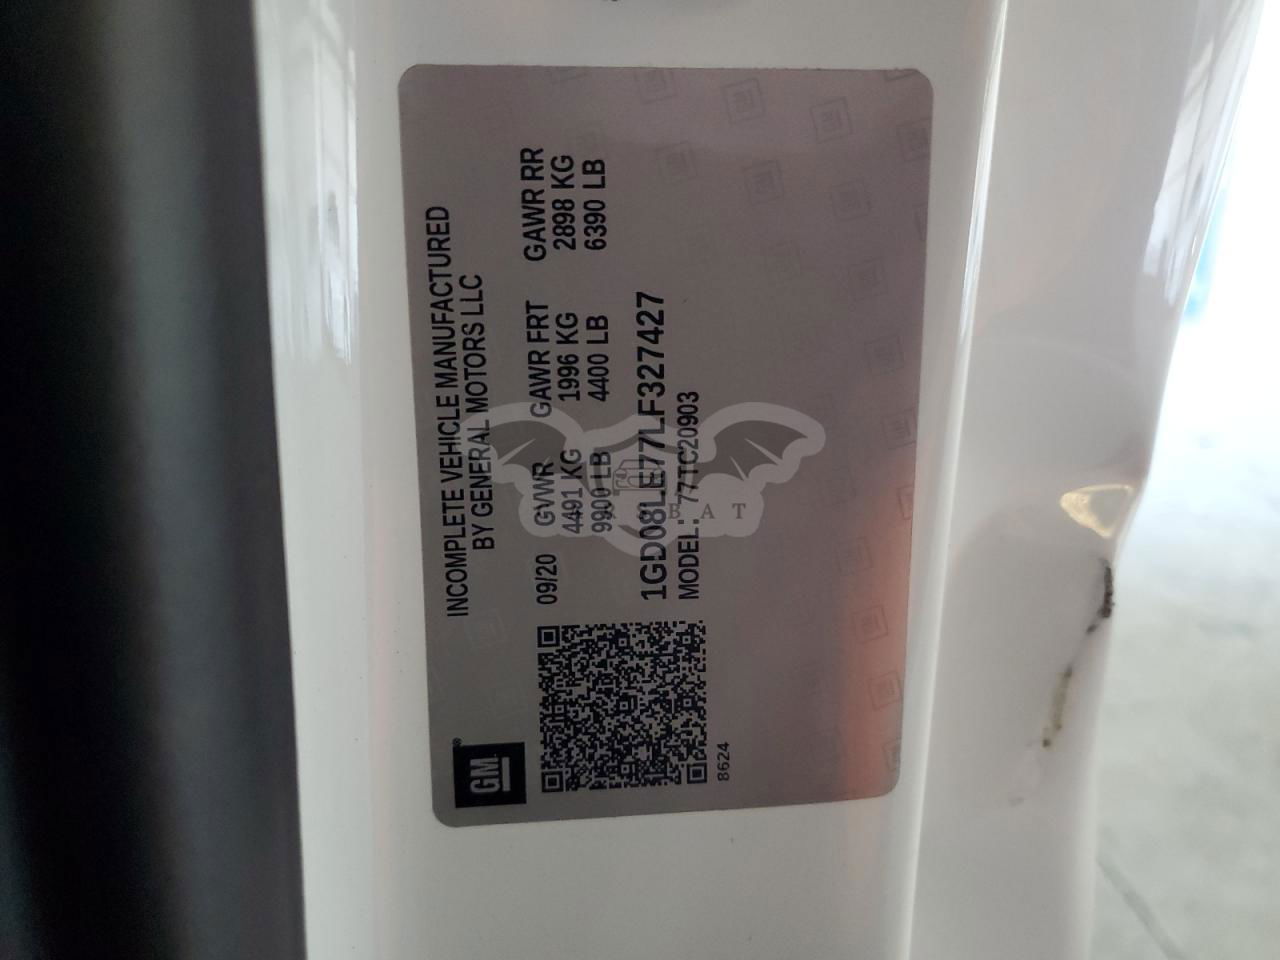 INCOMPLETE VEHICLE MANUFACTURED
BY GENERAL MOTORS LLC
09/20 GVWR GAWR FRT GAWR RR
4491 KG 1996 KG 2898 KG
9900 LB 4400 LB 6390 LB
1GD08LE77LF327427
MODEL: 77TC20903
GM®
8624